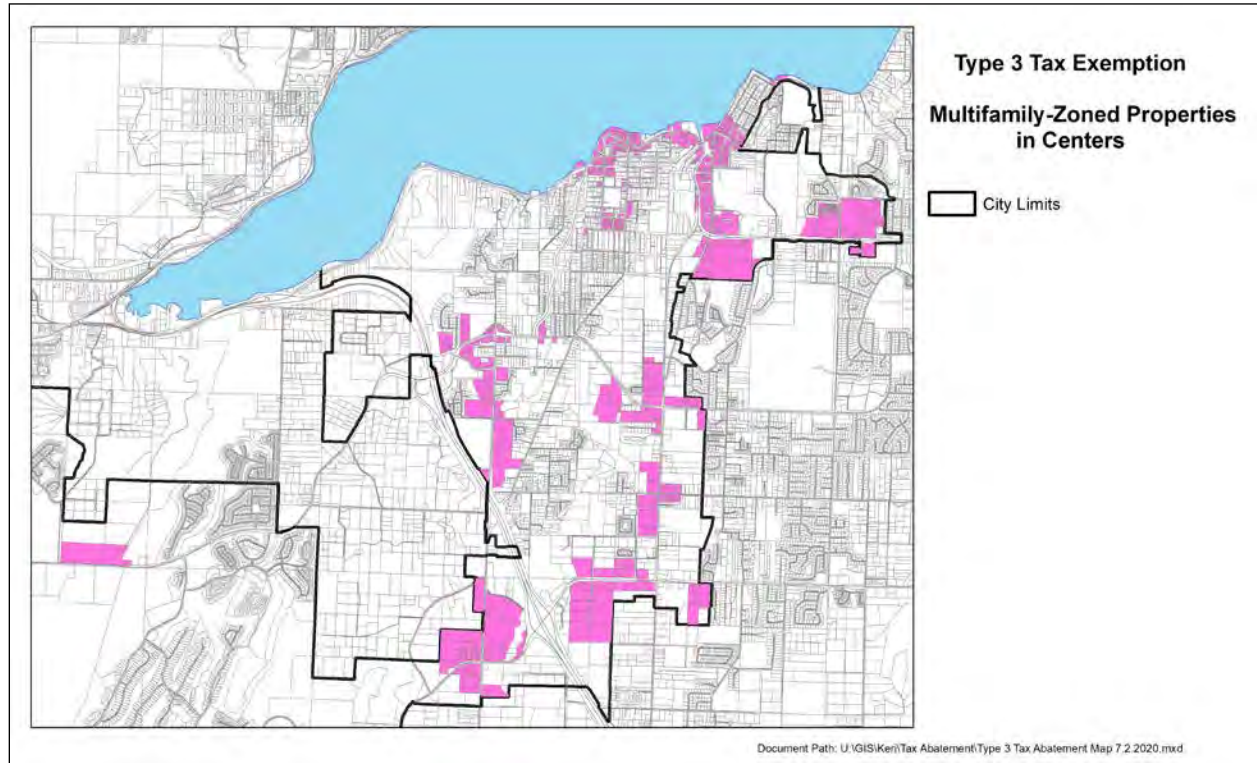 Type 3 Tax Exemption
Multifamily-Zoned Properties
in Centers
City Limits
Document Path: U:\GIS\Keri\Tax Abatement\Type 3 Tax Abatement Map 7.2.2020.mxd